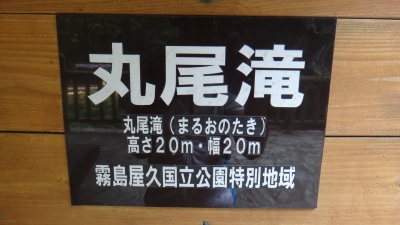 丸尾滝
丸尾滝(まるおのたき)
高さ20m・幅20m
霧島屋久国立公園特別地域